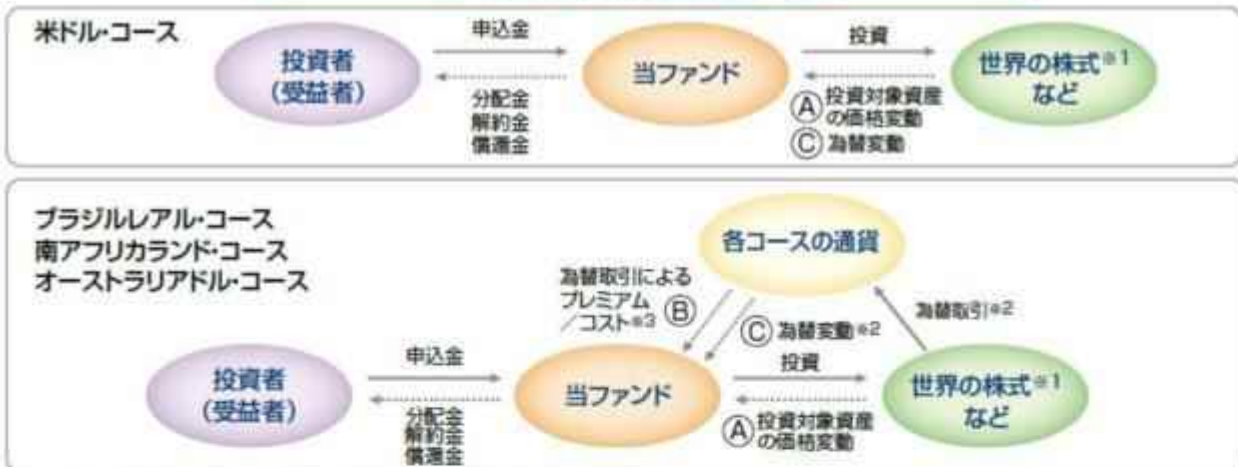 米ドル・コース
投資者
(受益者)
申込金
分配金
解約金
償還金
当ファンド
投資
Ⓐ 投資対象資産
の価格変動
Ⓒ 為替変動
世界の株式※1
など
ブラジルレアル・コース
南アフリカランド・コース
オーストラリアドル・コース
各コースの通貨
為替取引による
プレミアム
/コスト※3 Ⓑ
Ⓒ 為替変動※2
為替取引※2
投資者
(受益者)
申込金
分配金
解約金
償還金
当ファンド
投資
Ⓐ 投資対象資産
の価格変動
世界の株式※1
など